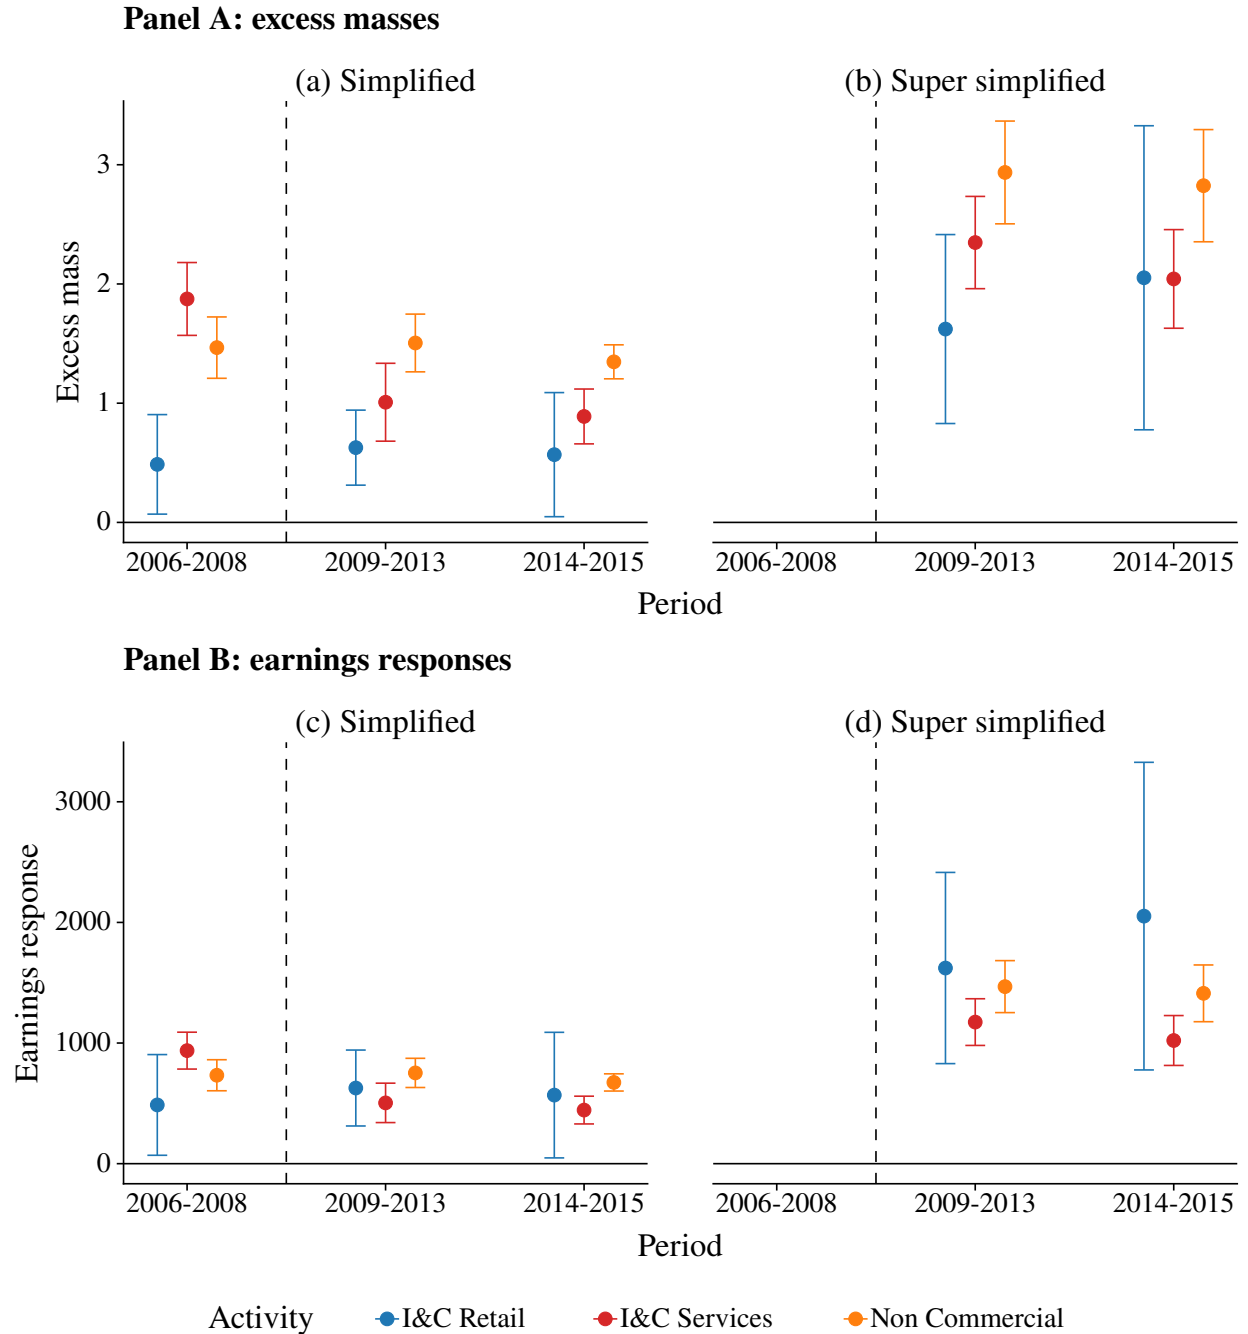 Panel A: excess masses
(a) Simplified
(b) Super simplified
3
2
1
0
Excess mass
2006-2008
2009-2013
2014-2015
2006-2008
2009-2013
2014-2015
Period
Panel B: earnings responses
(c) Simplified
(d) Super simplified
3000
2000
1000
0
Earnings response
2006-2008
2009-2013
2014-2015
2006-2008
2009-2013
2014-2015
Period
Activity
I&C Retail
I&C Services
Non Commercial